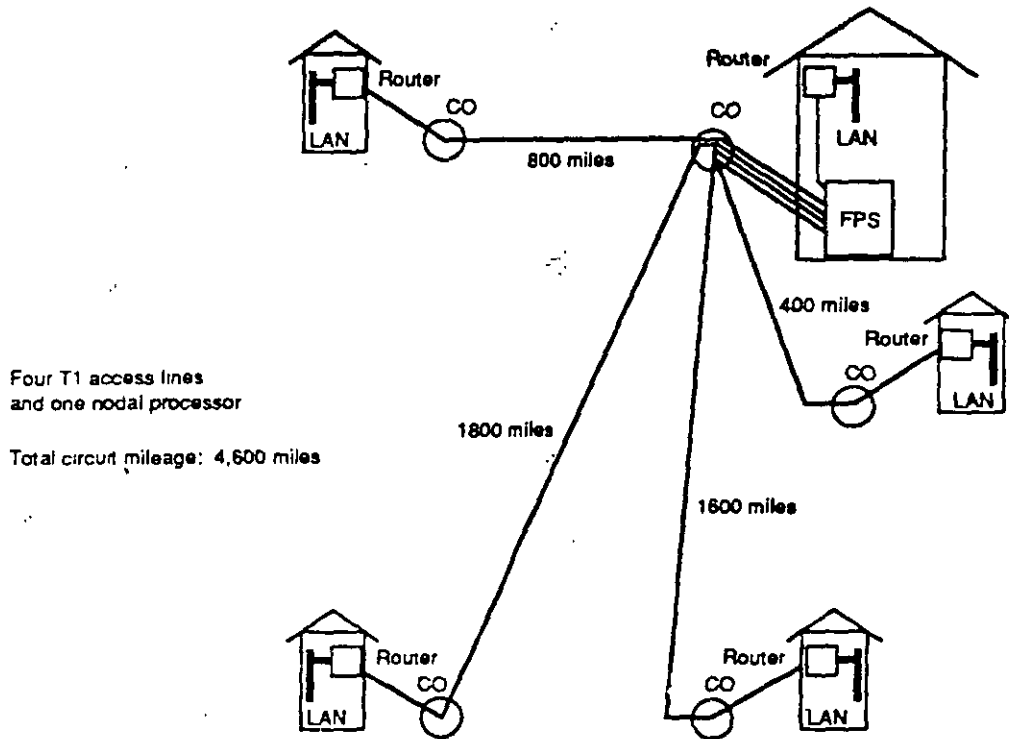 Router
CO
LAN
800 miles
Router
CO
LAN
FPS
400 miles
Router
CO
LAN
Four T1 access lines
and one nodal processor
Total circuit mileage: 4,600 miles
1800 miles
1600 miles
Router
CO
LAN
Router
CO
LAN